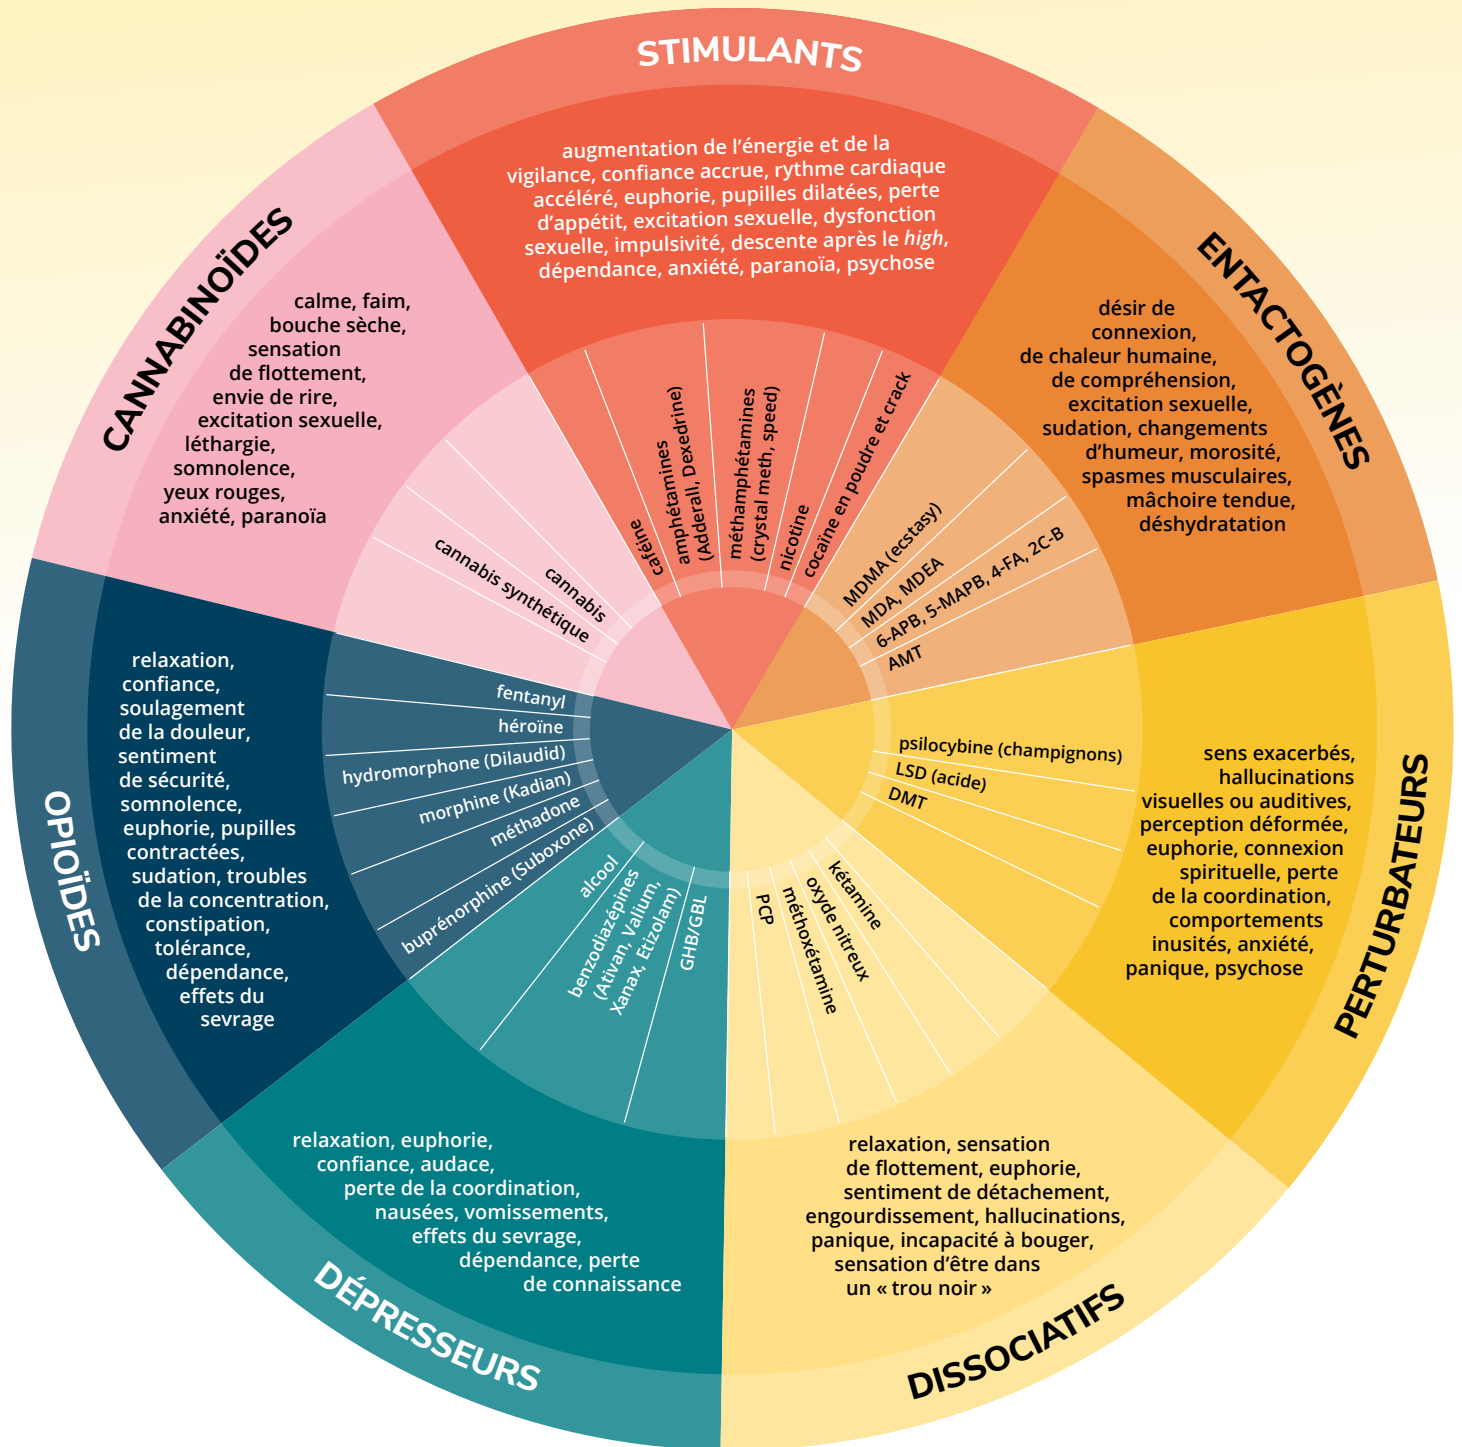 STIMULANTS
augmentation de l’énergie et de la
vigilance, confiance accrue, rythme cardiaque
accéléré, euphorie, pupilles dilatées, perte
d’appétit, excitation sexuelle, dysfonction
sexuelle, impulsivité, descente après le high,
dépendance, anxiété, paranoïa, psychose
caféine
amphétamines
(Adderall, Dexedrine)
méthamphétamines
(crystal meth, speed)
nicotine
cocaïne en poudre et crack
ENTACTOGÈNES
désir de
connexion,
de chaleur humaine,
de compréhension,
excitation sexuelle,
sudation, changements
d’humeur, morosité,
spasmes musculaires,
mâchoire tendue,
déshydratation
MDMA (ecstasy)
MDA, MDEA
6-APB, 5-MAPB, 4-FA, 2C-B
AMT
PERTURBATEURS
sens exacerbés,
hallucinations
visuelles ou auditives,
perception déformée,
euphorie, connexion
spirituelle, perte
de la coordination,
comportements
inusités, anxiété,
panique, psychose
psilocybine (champignons)
LSD (acide)
DMT
DISSOCIATIFS
relaxation, sensation
de flottement, euphorie,
sentiment de détachement,
engourdissement, hallucinations,
panique, incapacité à bouger,
sensation d’être dans
un « trou noir »
kétamine
oxyde nitreux
méthoxétamine
PCP
DÉPRESSEURS
relaxation, euphorie,
confiance, audace,
perte de la coordination,
nausées, vomissements,
effets du sevrage,
dépendance, perte
de connaissance
alcool
benzodiazépines
(Ativan, Valium,
Xanax, Etizolam)
GHB/GBL
OPIOÏDES
relaxation,
confiance,
soulagement
de la douleur,
sentiment
de sécurité,
somnolence,
euphorie, pupilles
contractées,
sudation, troubles
de la concentration,
constipation,
tolérance,
dépendance,
effets du
sevrage
fentanyl
héroïne
hydromorphone (Dilaudid)
morphine (Kadian)
méthadone
buprénorphine (Suboxone)
CANNABINOÏDES
calme, faim,
bouche sèche,
sensation
de flottement,
envie de rire,
excitation sexuelle,
léthargie,
somnolence,
yeux rouges,
anxiété, paranoïa
cannabis
cannabis synthétique